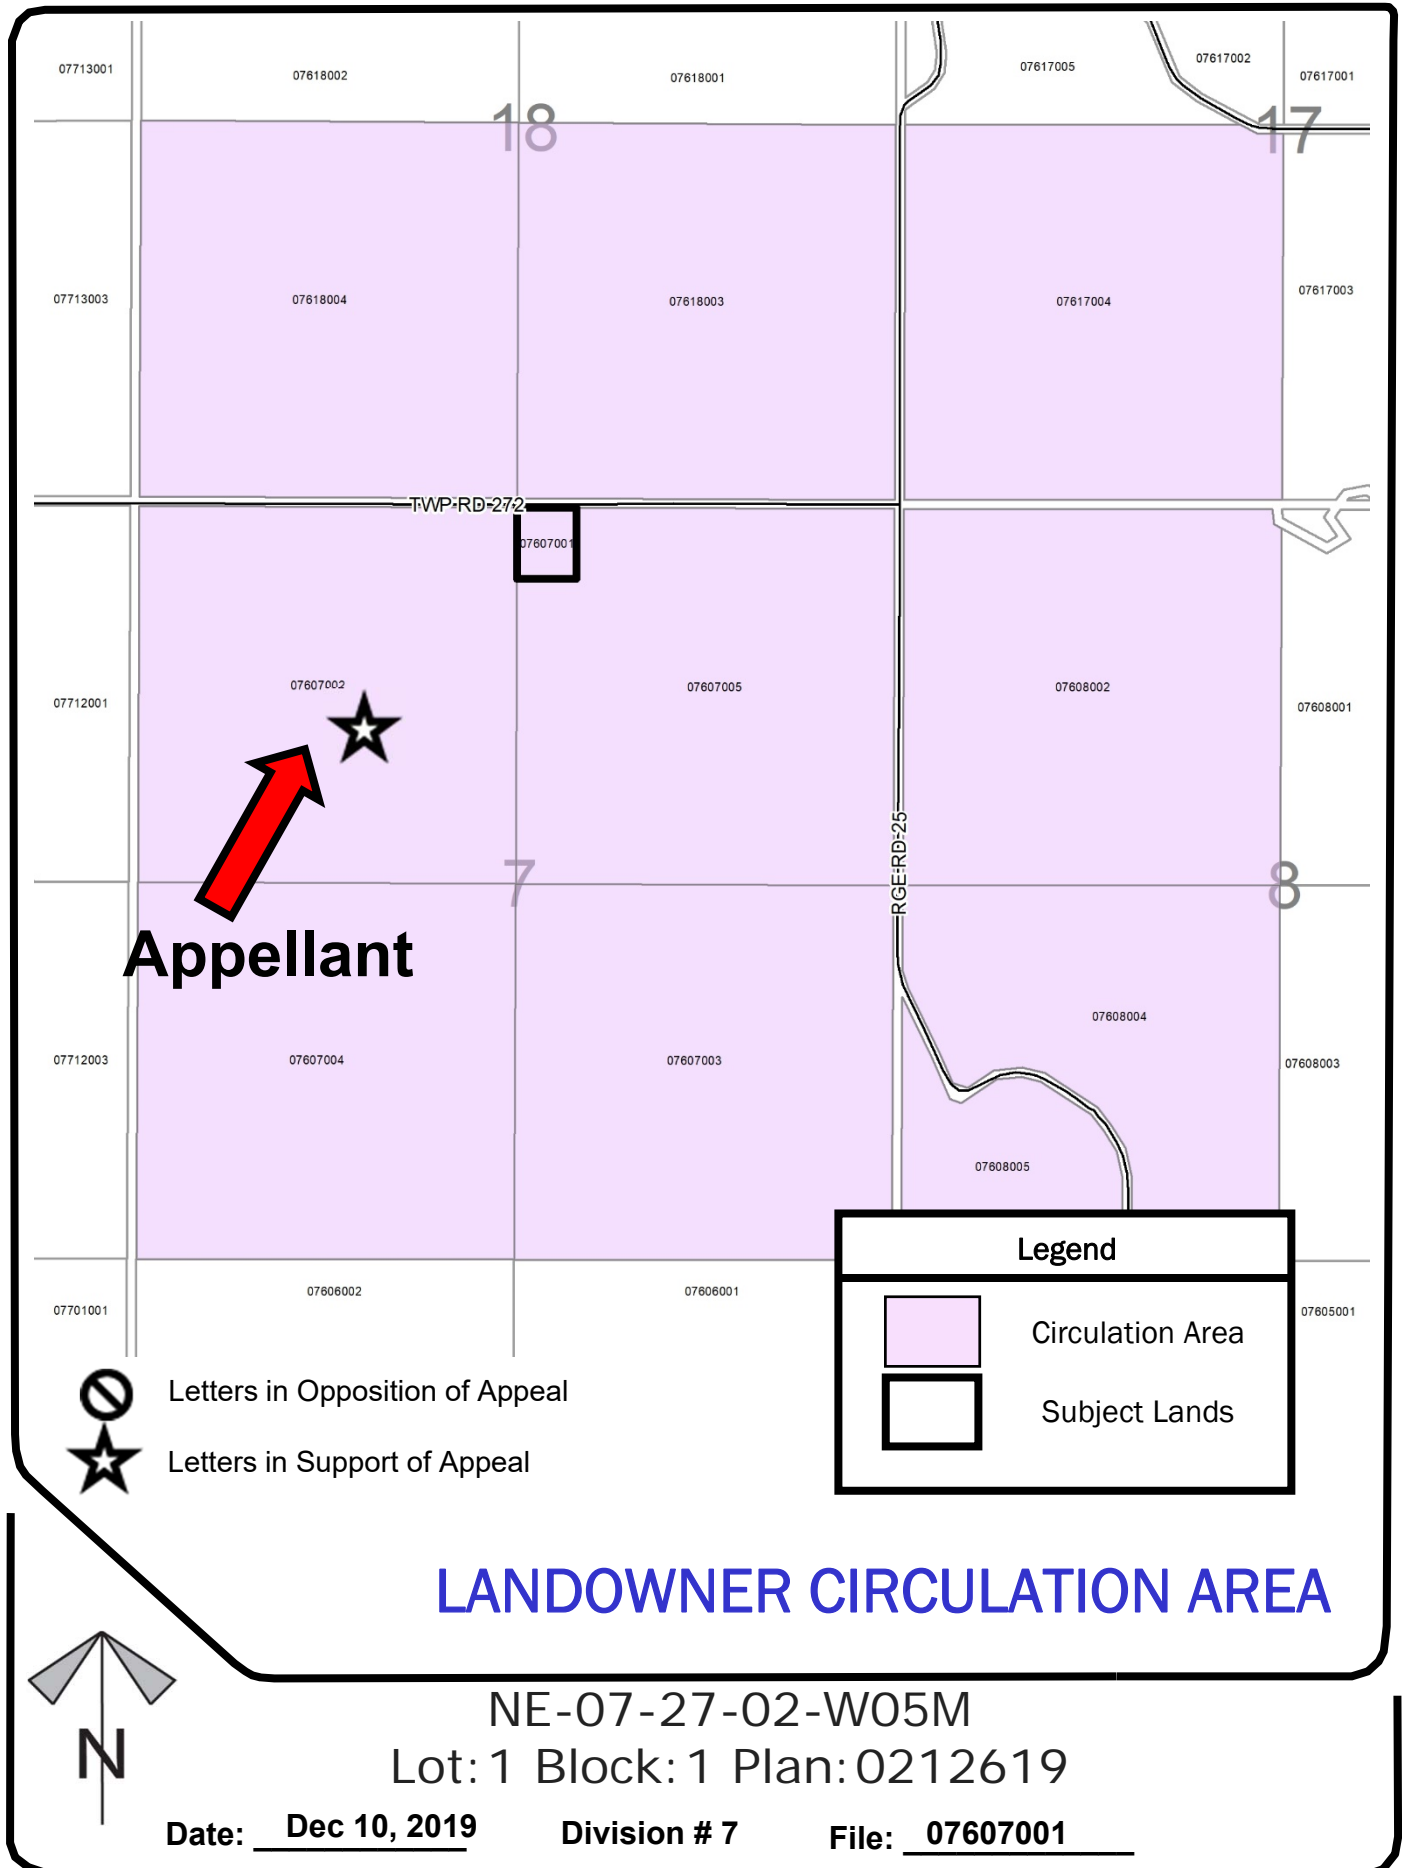 07713001
07618002
07618001
07617005
07617002
07617001
18
17
07713003
07618004
07618003
07617004
07617003
TWP RD 272
07607001
07712001
07607002
07607005
07608002
07608001
RGE RD 25
7
8
Appellant
07712003
07607004
07607003
07608004
07608003
07608005
07701001
07606002
07606001
07605001
Legend
Circulation Area
Subject Lands
Letters in Opposition of Appeal
Letters in Support of Appeal
LANDOWNER CIRCULATION AREA
N
NE-07-27-02-W05M
Lot:1 Block:1 Plan:0212619
Date: Dec 10, 2019 Division # 7 File: 07607001